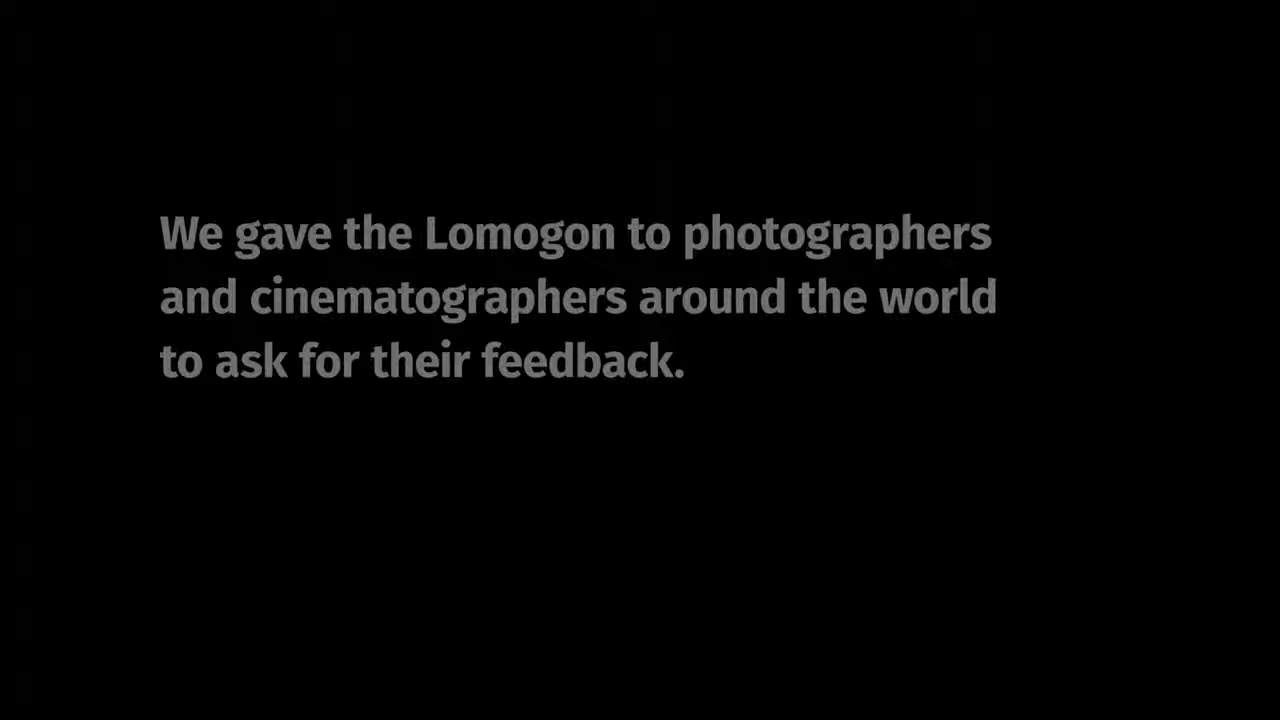 We gave the Lomogon to photographers
and cinematographers around the world
to ask for their feedback.